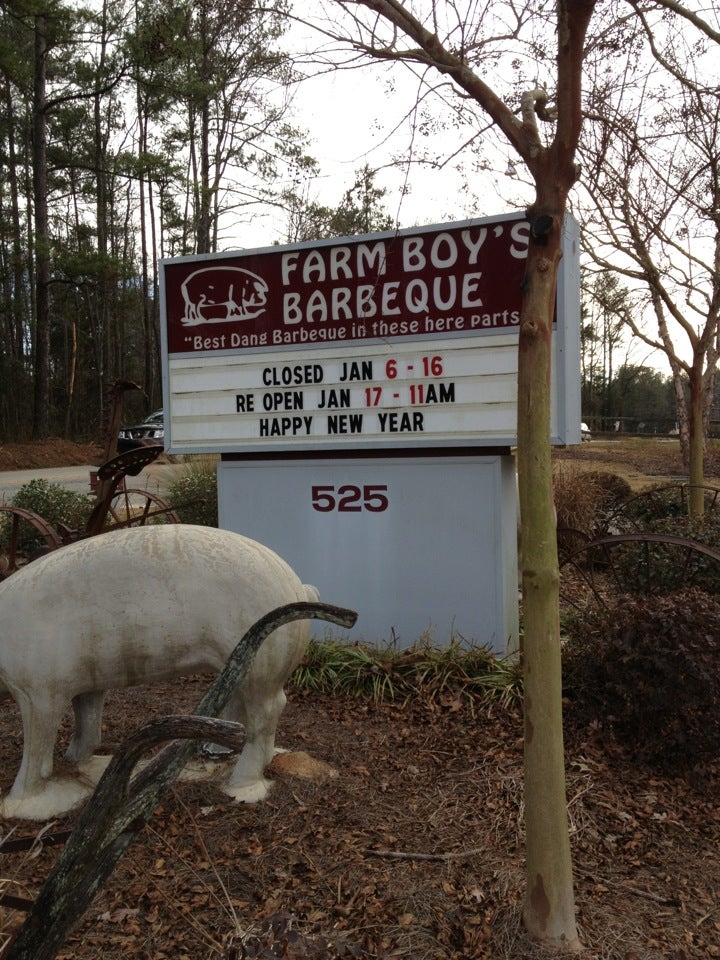 FARM BOY'S
BARBEQUE
"Best Dang Barbeque in these here parts
CLOSED JAN 6 - 16
RE OPEN JAN 17 - 11AM
HAPPY NEW YEAR
525